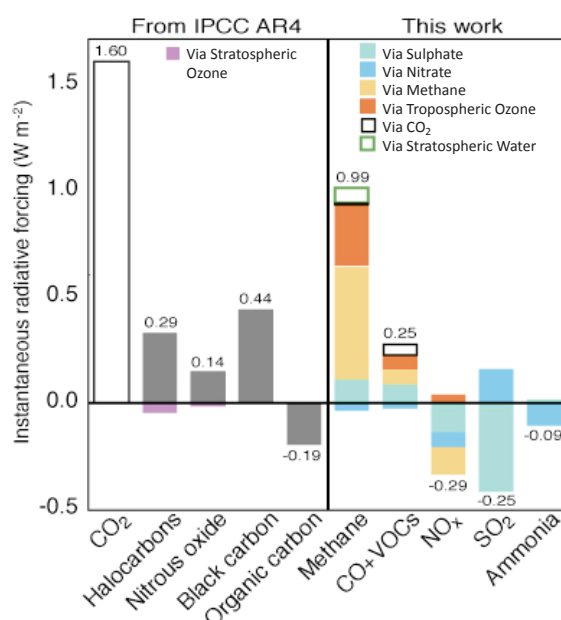 From IPCC AR4
This work
1.60
Via Stratospheric
Ozone
Via Sulphate
Via Nitrate
Via Methane
Via Tropospheric Ozone
Via CO₂
Via Stratospheric Water
Instantaneous radiative forcing (W m⁻²)
1.5
1.0
0.5
0.0
-0.5
0.29
0.14
0.44
-0.19
0.99
0.25
-0.29
-0.25
-0.09
CO₂
Halocarbons
Nitrous oxide
Black carbon
Organic carbon
Methane
CO+VOCs
NOₓ
SO₂
Ammonia